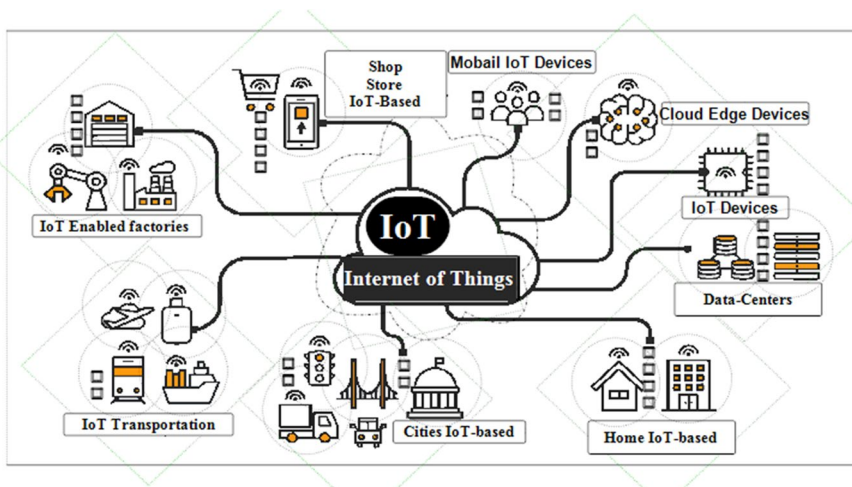 Shop
Store
IoT-Based
Mobail IoT Devices
Cloud Edge Devices
IoT Devices
IoT Enabled factories
IoT
Internet of Things
Data-Centers
IoT Transportation
Cities IoT-based
Home IoT-based